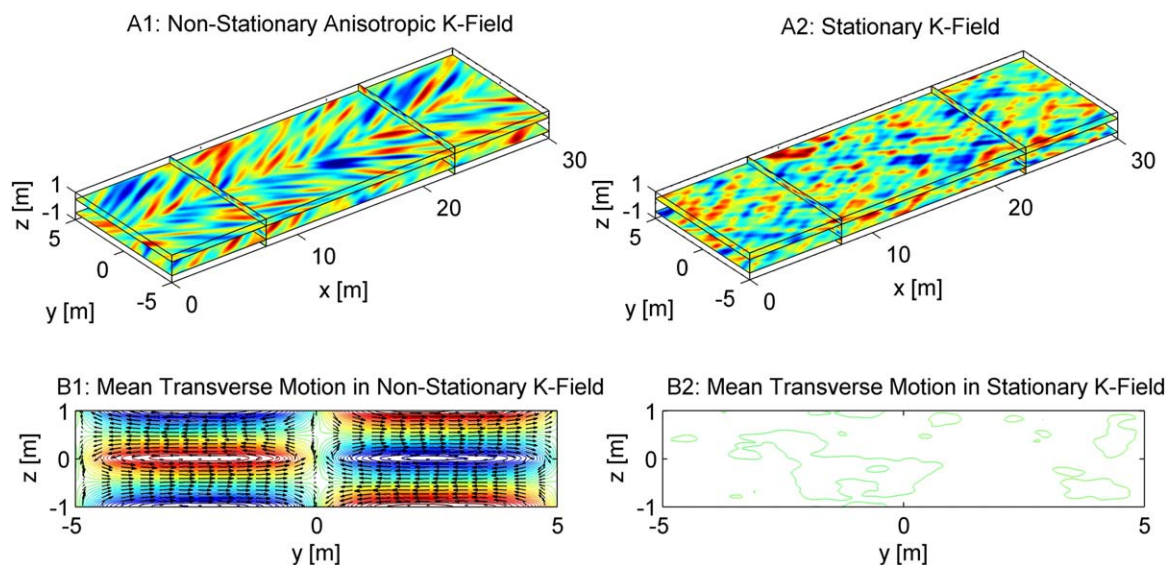 A1: Non-Stationary Anisotropic K-Field
A2: Stationary K-Field
z [m]
1
-1
5
0
-5
y [m]
0
10
20
30
x [m]
z [m]
1
-1
5
0
-5
y [m]
0
10
20
30
x [m]
B1: Mean Transverse Motion in Non-Stationary K-Field
z [m]
1
0
-1
-5
0
5
y [m]
B2: Mean Transverse Motion in Stationary K-Field
z [m]
1
0
-1
-5
0
5
y [m]